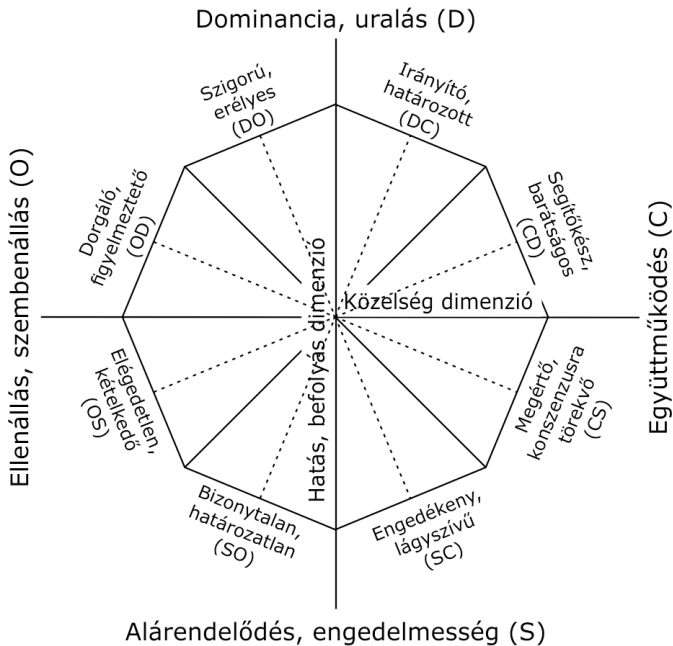 Dominancia, uralás (D)
Szigorú,
erélyes
(DO)
Irányító,
határozott
(DC)
Dorgáló,
figyelmeztető
(OD)
Segítőkész,
barátságos
(CD)
Ellenállás, szembenállás (O)
Hatás, befolyás dimenzió
Közelség dimenzió
Együttműködés (C)
Elégedetlen,
kételkedő
(OS)
Megértő,
konszenzusra
törekvő
(CS)
Bizonytalan,
határozatlan
(SO)
Engedékeny,
lágyszívű
(SC)
Alárendelődés, engedelmesség (S)